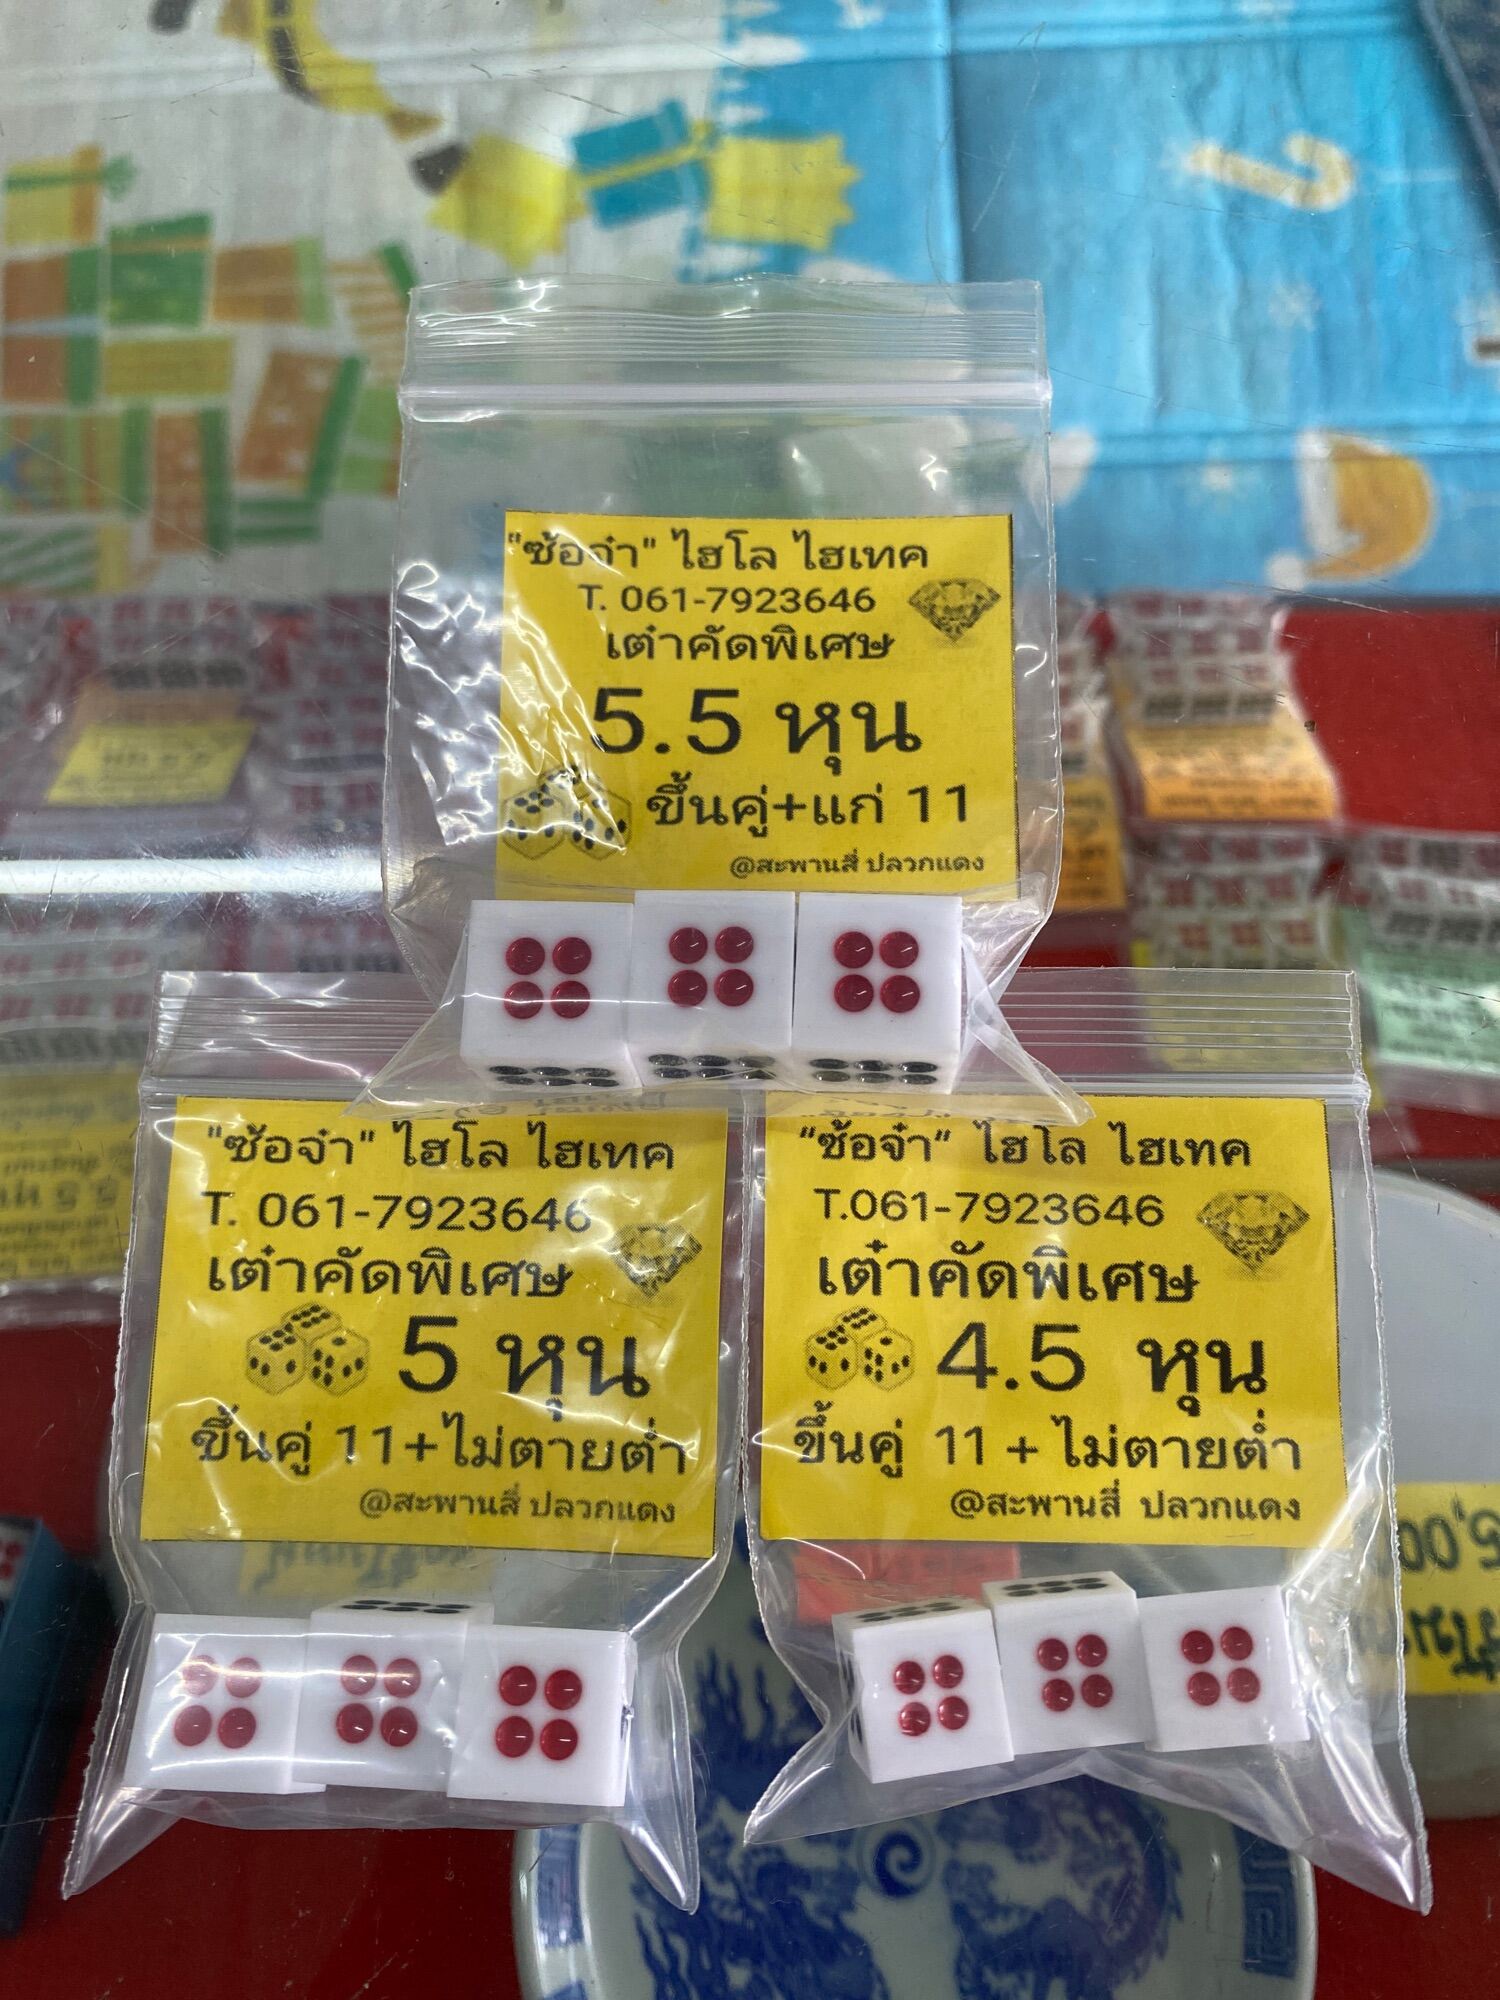 "ซ้อจำ" ไฮโล ไฮเทค
T. 061-7923646
เต๋าคัดพิเศษ
5.5 หุน
ขึ้นคู่+แก่ 11
@สะพานสี่ ปลวกแดง
"ซ้อจำ" ไฮโล ไฮเทค
T. 061-7923646
เต๋าคัดพิเศษ
5 หุน
ขึ้นคู่ 11+ไม่ตายต่ำ
@สะพานสี่ ปลวกแดง
"ซ้อจำ" ไฮโล ไฮเทค
T.061-7923646
เต๋าคัดพิเศษ
4.5 หุน
ขึ้นคู่ 11 + ไม่ตายต่ำ
@สะพานสี่ ปลวกแดง